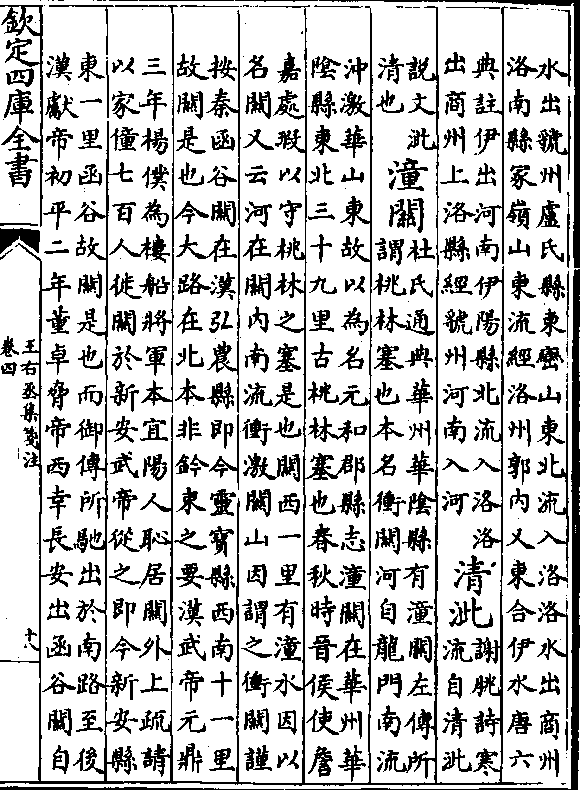 水出虢州盧氏縣東巒山東北流入洛洛水出商州
洛南縣冡嶺山東流經洛州郭内又東合伊水唐六
典註伊出河南伊陽縣北流入洛洛
出商州上洛縣經虢州河南入河
清泚
謝朓詩寒
流自清泚
說文泚
清也
潼關
杜氏通典華州華陰縣有潼關左傳所
謂桃林塞也本名衝關河自龍門南流
沖激華山東故以為名元和郡縣志潼關在華州華
陰縣東北三十九里古桃林塞也春秋時晉侯使詹
嘉處瑕以守桃林之塞是也關西一里有潼水因以
名關又云河在關内南流衝激關山因謂之衝關謹
按秦函谷關在漢弘農縣即今靈寶縣西南十一里
故關是也今大路在北本非鈐束之要漢武帝元鼎
三年楊僕為樓船將軍本宜陽人恥居關外上疏請
以家僮七百人徙關於新安武帝從之即今新安縣
東一里函谷故關是也而御傳所馳出於南路至後
漢獻帝初平二年董卓脅帝西幸長安出函谷關自
欽定四庫全書
王右丞集箋注
卷四
十八